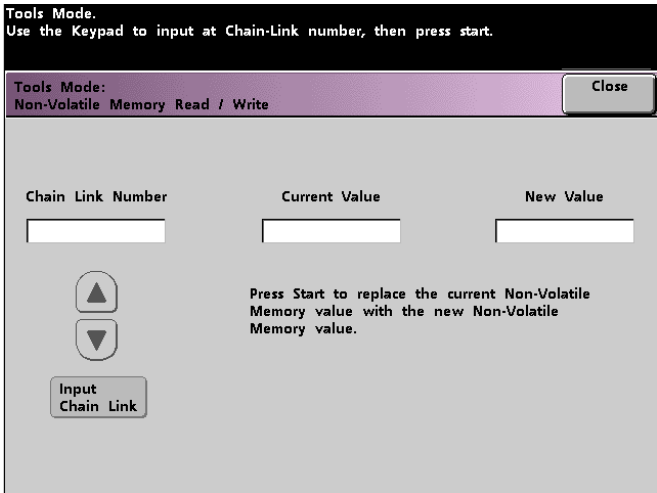 Tools Mode.
Use the Keypad to input at Chain-Link number, then press start.
Tools Mode:
Non-Volatile Memory Read / Write
Close
Chain Link Number
Current Value
New Value
Press Start to replace the current Non-Volatile
Memory value with the new Non-Volatile
Memory value.
Input
Chain Link